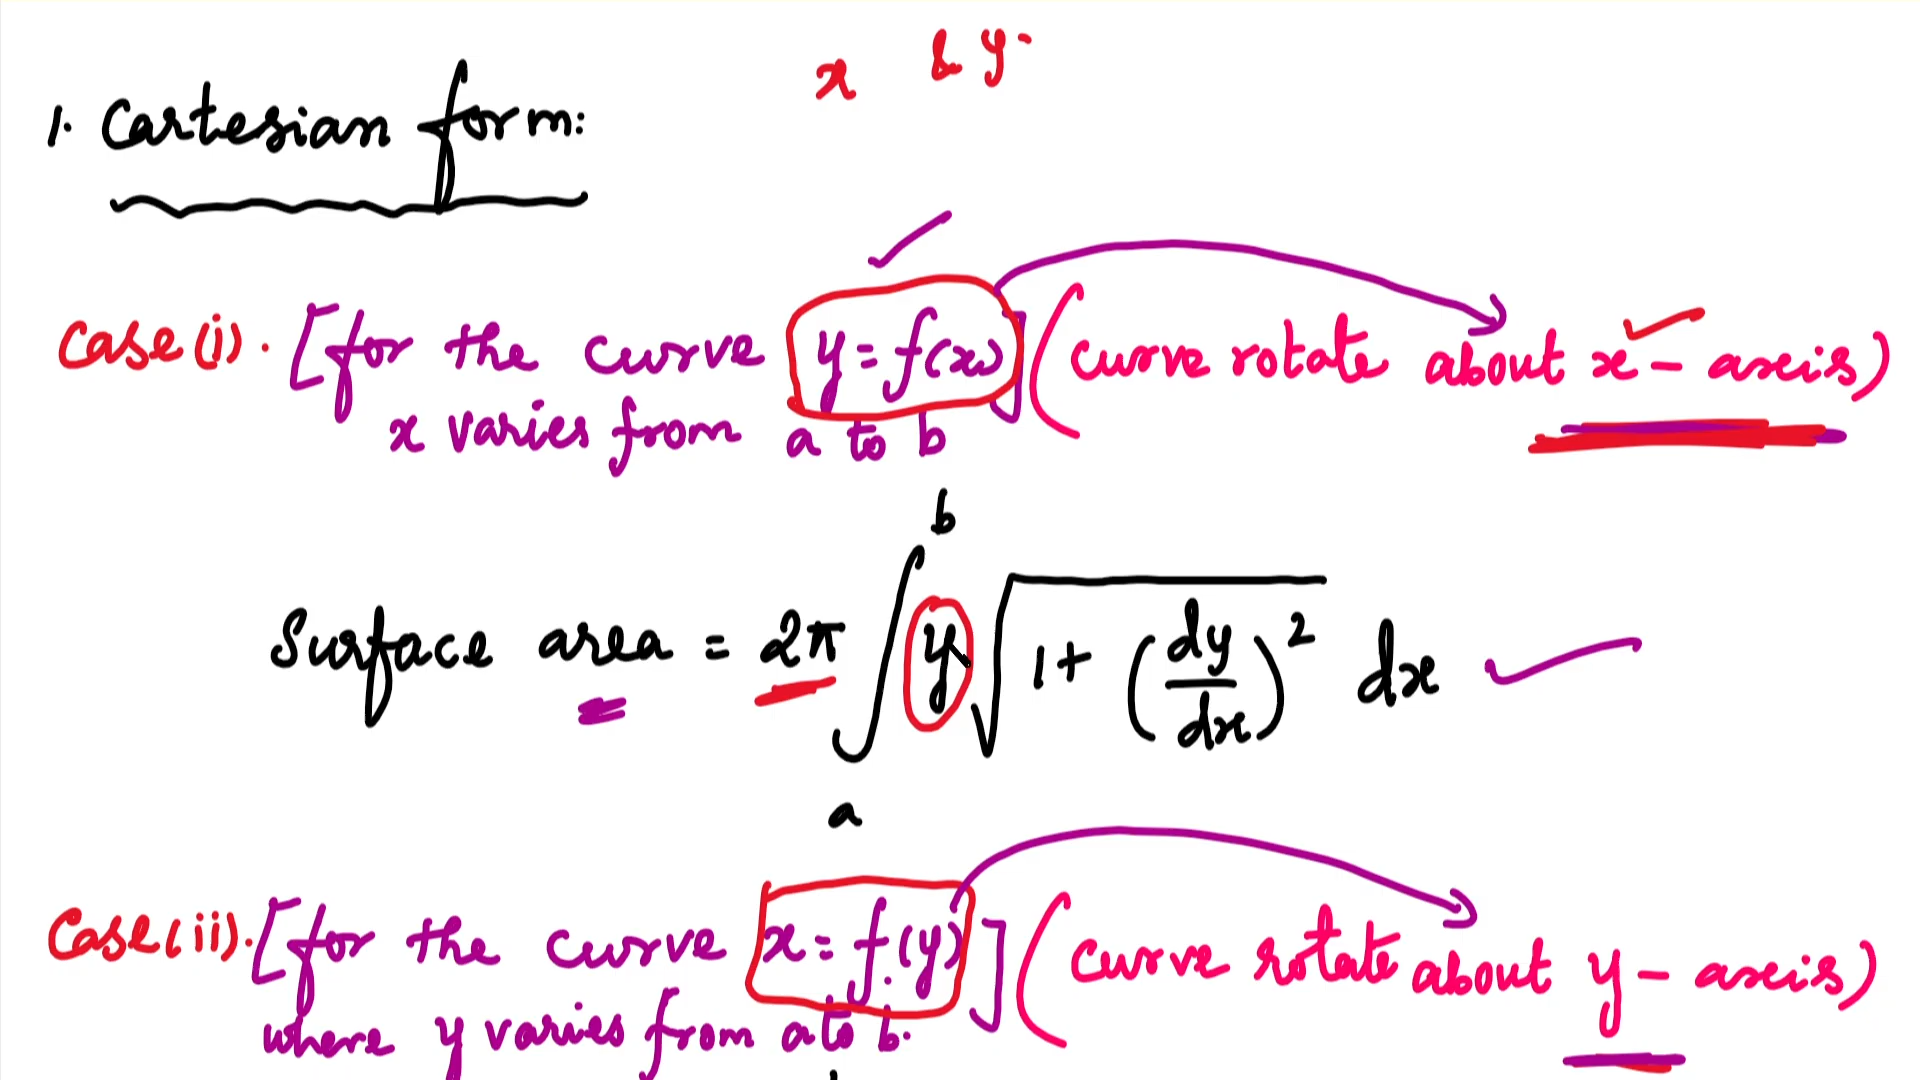 x & y
1. Cartesian form:
Case(i). [for the curve y = f(x)] (curve rotate about x - axis)
x varies from a to b
Surface area = 2π ∫_a^b y √(1 + (dy/dx)²) dx
Case(ii). [for the curve x = f(y)] (curve rotate about y - axis)
where y varies from a to b.